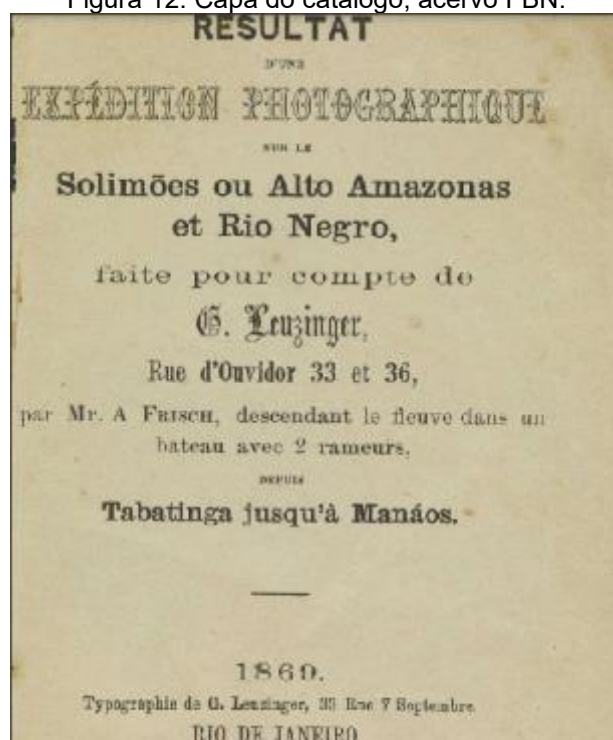 Figura 12: Capa do catálogo, acervo FBN.
RESULTAT
D'UNE
EXPÉDITION PHOTOGRAPHIQUE
SUR LE
Solimões ou Alto Amazonas
et Rio Negro,
faite pour compte de
G. Leuzinger,
Rue d'Ouvidor 33 et 36,
par Mr. A FRISCH, descendant le fleuve dans un
bateau avec 2 rameurs,
DEPUIS
Tabatinga jusqu'à Manáos.
1869.
Typographie de G. Leuzinger, 33 Rue 7 Septembre.
RIO DE JANEIRO